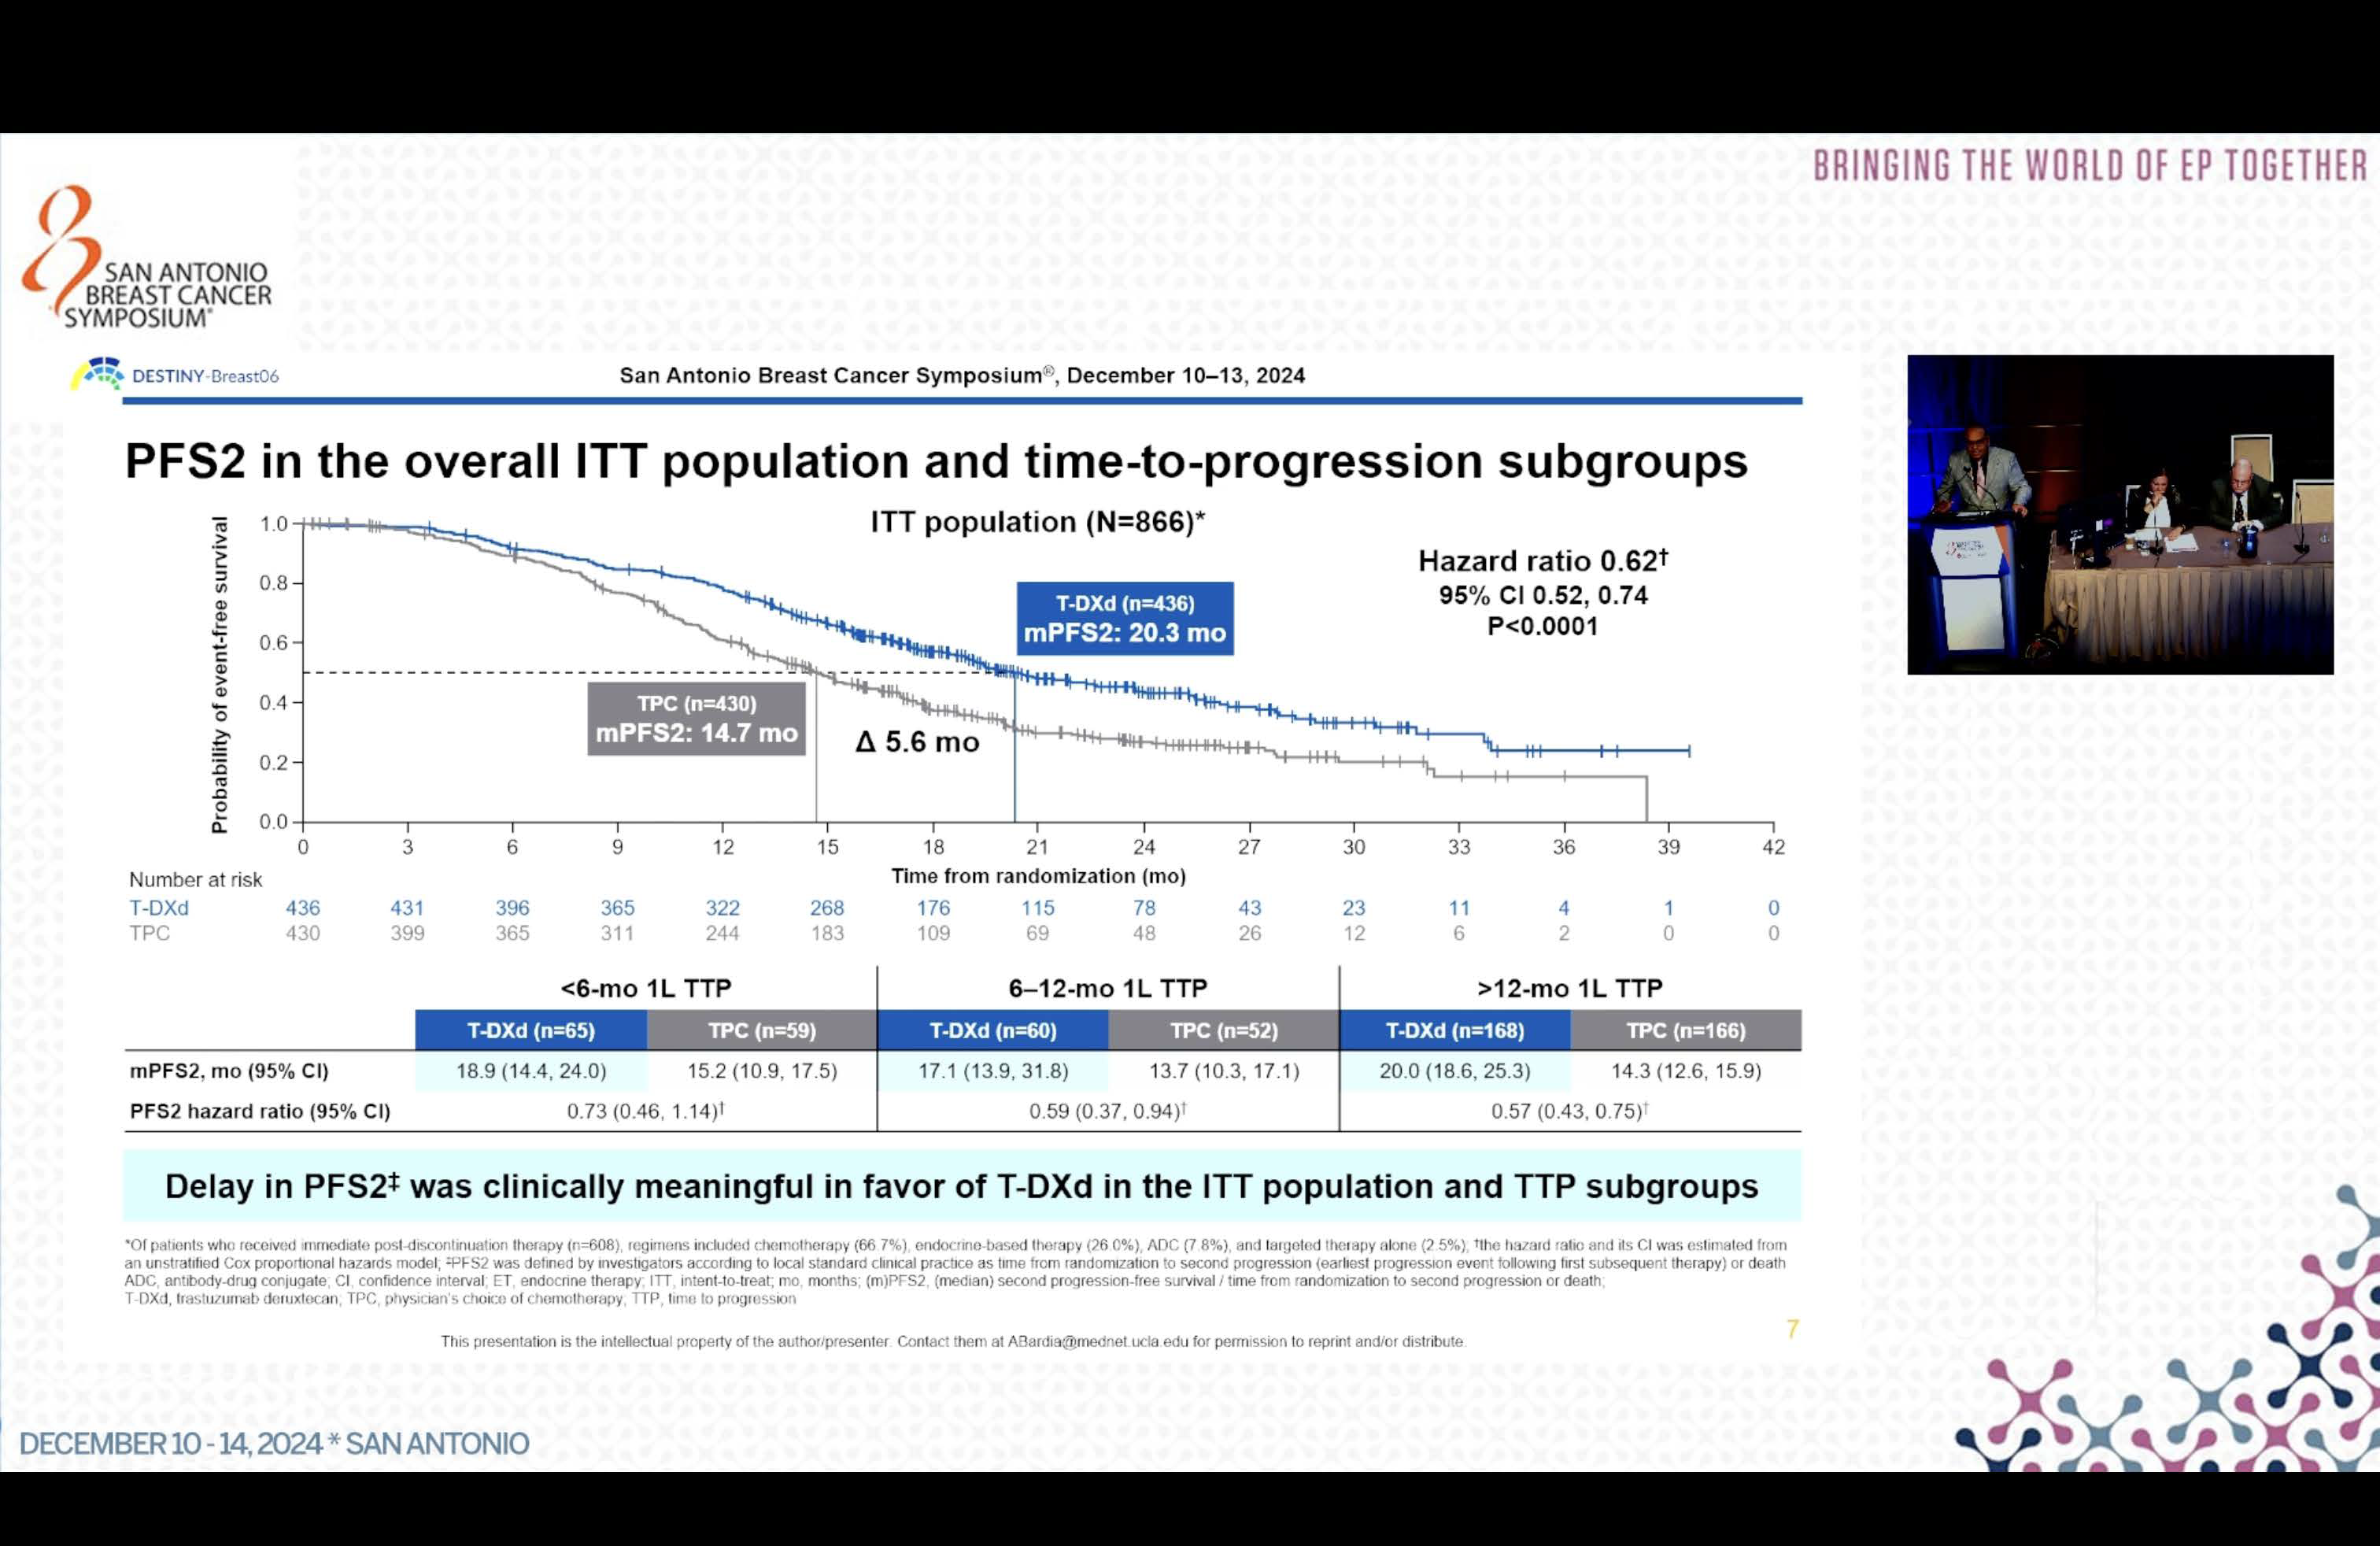 BRINGING THE WORLD OF EP TOGETHER
SAN ANTONIO
BREAST CANCER
SYMPOSIUM®
DESTINY-Breast06
San Antonio Breast Cancer Symposium®, December 10–13, 2024
PFS2 in the overall ITT population and time-to-progression subgroups
ITT population (N=866)*
Hazard ratio 0.62†
95% CI 0.52, 0.74
P<0.0001
Probability of event-free survival
1.0
0.8
0.6
0.4
0.2
0.0
T-DXd (n=436)
mPFS2: 20.3 mo
TPC (n=430)
mPFS2: 14.7 mo
Δ 5.6 mo
0 3 6 9 12 15 18 21 24 27 30 33 36 39 42
Time from randomization (mo)
Number at risk
T-DXd 436 431 396 365 322 268 176 115 78 43 23 11 4 1 0
TPC 430 399 365 311 244 183 109 69 48 26 12 6 2 0 0
<6-mo 1L TTP 6–12-mo 1L TTP >12-mo 1L TTP
T-DXd (n=65) TPC (n=59) T-DXd (n=60) TPC (n=52) T-DXd (n=168) TPC (n=166)
mPFS2, mo (95% CI) 18.9 (14.4, 24.0) 15.2 (10.9, 17.5) 17.1 (13.9, 31.8) 13.7 (10.3, 17.1) 20.0 (18.6, 25.3) 14.3 (12.6, 15.9)
PFS2 hazard ratio (95% CI) 0.73 (0.46, 1.14)† 0.59 (0.37, 0.94)† 0.57 (0.43, 0.75)†
Delay in PFS2‡ was clinically meaningful in favor of T-DXd in the ITT population and TTP subgroups
*Of patients who received immediate post-discontinuation therapy (n=608), regimens included chemotherapy (66.7%), endocrine-based therapy (26.0%), ADC (7.8%), and targeted therapy alone (2.5%); †the hazard ratio and its CI was estimated from
an unstratified Cox proportional hazards model; ‡PFS2 was defined by investigators according to local standard clinical practice as time from randomization to second progression (earliest progression event following first subsequent therapy) or death
ADC, antibody-drug conjugate; CI, confidence interval; ET, endocrine therapy; ITT, intent-to-treat; mo, months; (m)PFS2, (median) second progression-free survival / time from randomization to second progression or death;
T-DXd, trastuzumab deruxtecan; TPC, physician's choice of chemotherapy; TTP, time to progression
This presentation is the intellectual property of the author/presenter. Contact them at ABardia@mednet.ucla.edu for permission to reprint and/or distribute.
7
DECEMBER 10 - 14, 2024 * SAN ANTONIO